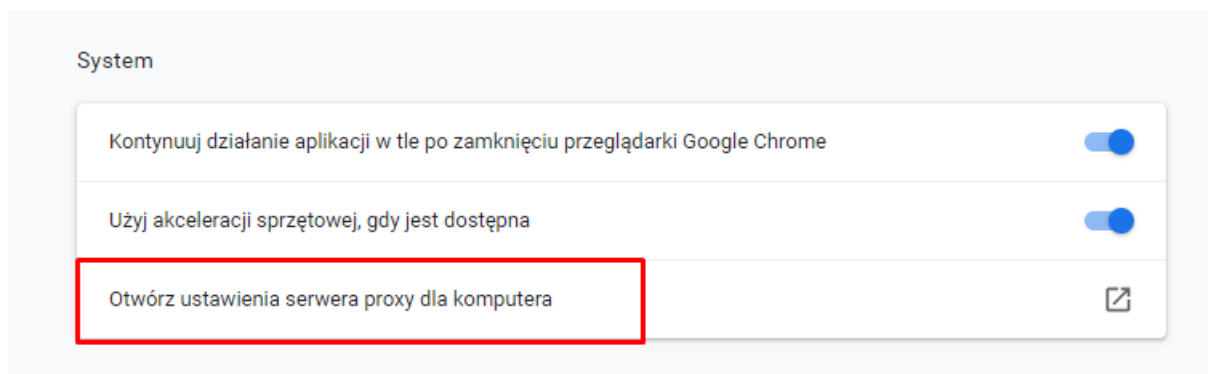 System
Kontynuuj działanie aplikacji w tle po zamknięciu przeglądarki Google Chrome
Użyj akceleracji sprzętowej, gdy jest dostępna
Otwórz ustawienia serwera proxy dla komputera